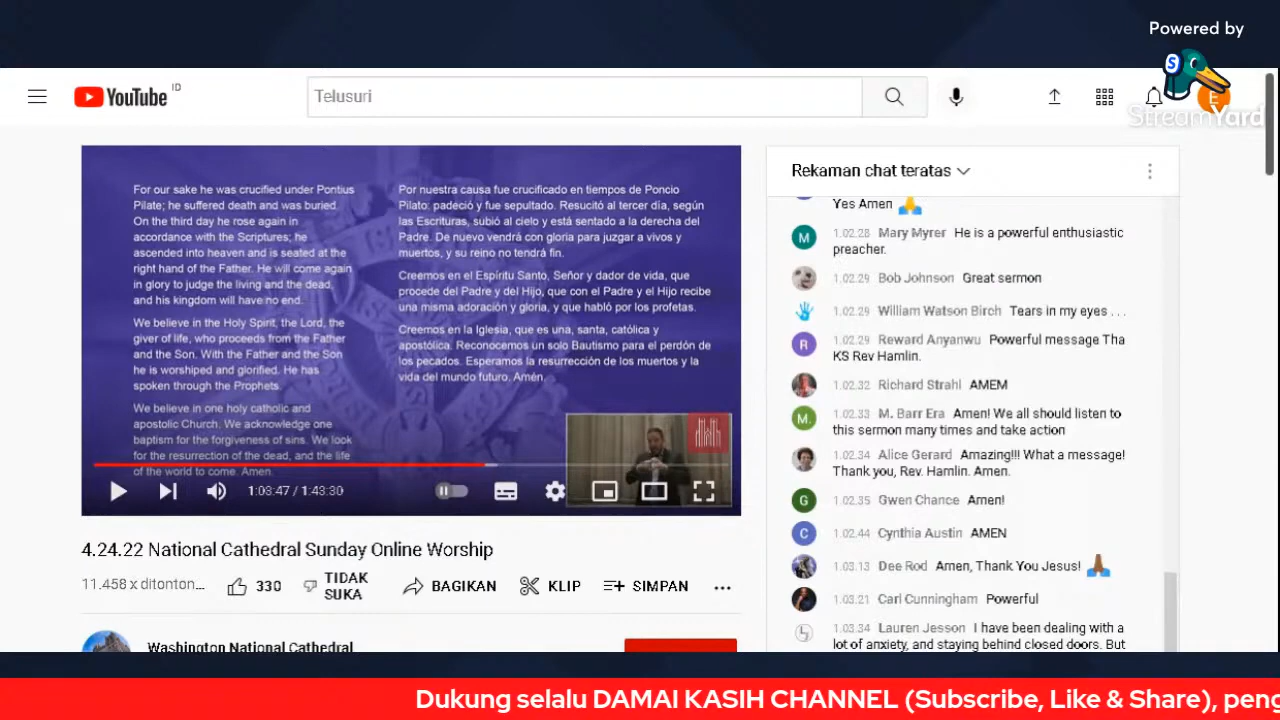 Powered by
StreamYard
YouTube ID
Telusuri
E
For our sake he was crucified under Pontius
Pilate; he suffered death and was buried.
On the third day he rose again in
accordance with the Scriptures; he
ascended into heaven and is seated at the
right hand of the Father. He will come again
in glory to judge the living and the dead,
and his kingdom will have no end.
We believe in the Holy Spirit, the Lord, the
giver of life, who proceeds from the Father
and the Son. With the Father and the Son
he is worshiped and glorified. He has
spoken through the Prophets.
We believe in one holy catholic and
apostolic Church. We acknowledge one
baptism for the forgiveness of sins. We look
for the resurrection of the dead, and the life
of the world to come. Amen.
Por nuestra causa fue crucificado en tiempos de Poncio
Pilato: padeció y fue sepultado. Resucitó al tercer día, según
las Escrituras, subió al cielo y está sentado a la derecha del
Padre. De nuevo vendrá con gloria para juzgar a vivos y
muertos, y su reino no tendrá fin.
Creemos en el Espíritu Santo, Señor y dador de vida, que
procede del Padre y del Hijo, que con el Padre y el Hijo recibe
una misma adoración y gloria, y que habló por los profetas.
Creemos en la Iglesia, que es una, santa, católica y
apostólica. Reconocemos un solo Bautismo para el perdón de
los pecados. Esperamos la resurrección de los muertos y la
vida del mundo futuro. Amén.
1:03:47 / 1:43:30
4.24.22 National Cathedral Sunday Online Worship
11.458 x ditonton...
330
TIDAK
SUKA
BAGIKAN
KLIP
SIMPAN
Washington National Cathedral
Rekaman chat teratas
Yes Amen
M 1.02.28 Mary Myrer He is a powerful enthusiastic
preacher.
1.02.29 Bob Johnson Great sermon
1.02.29 William Watson Birch Tears in my eyes . . .
R 1.02.29 Reward Anyanwu Powerful message Tha
KS Rev Hamlin.
1.02.32 Richard Strahl AMEM
M. 1.02.33 M. Barr Era Amen! We all should listen to
this sermon many times and take action
1.02.34 Alice Gerard Amazing!!! What a message!
Thank you, Rev. Hamlin. Amen.
G 1.02.35 Gwen Chance Amen!
C 1.02.44 Cynthia Austin AMEN
1.03.13 Dee Rod Amen, Thank You Jesus!
1.03.21 Carl Cunningham Powerful
1.03.34 Lauren Jesson I have been dealing with a
lot of anxiety, and staying behind closed doors. But
Dukung selalu DAMAI KASIH CHANNEL (Subscribe, Like & Share), peng